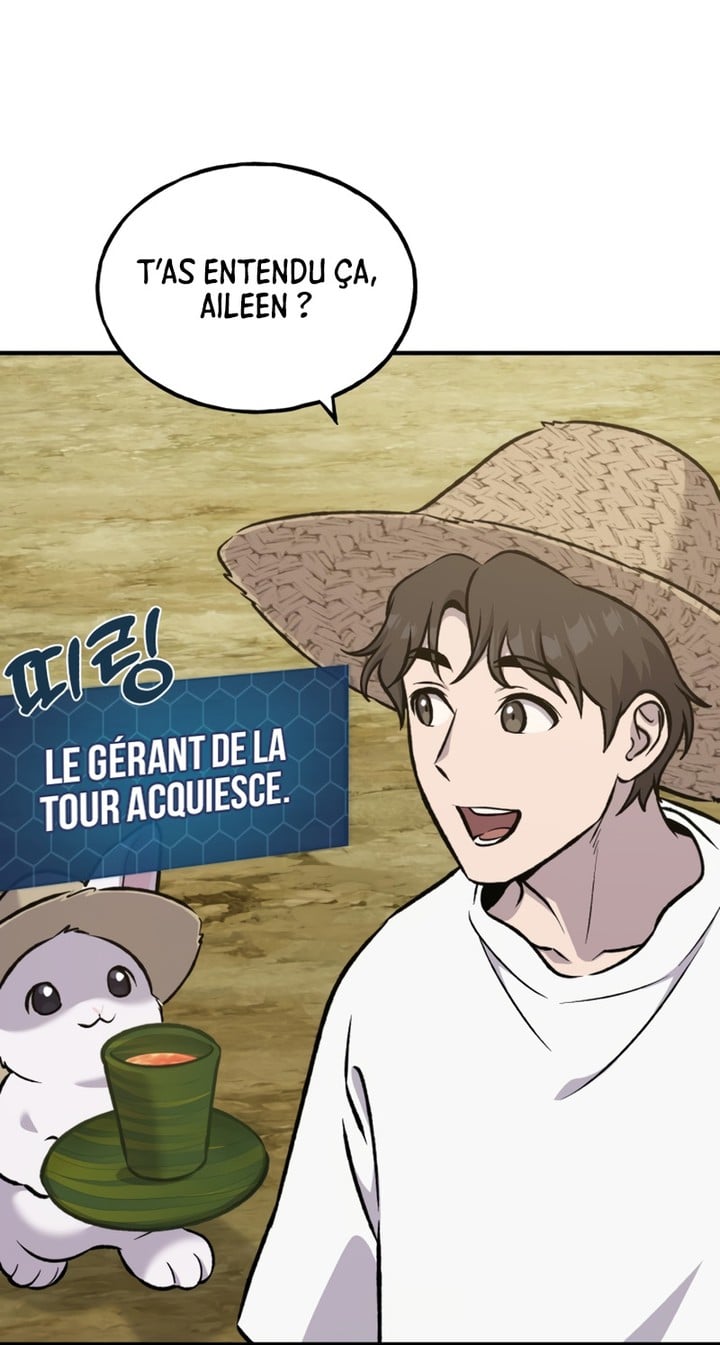 T'AS ENTENDU ÇA,
AILEEN ?
띠링
LE GÉRANT DE LA
TOUR ACQUIESCE.